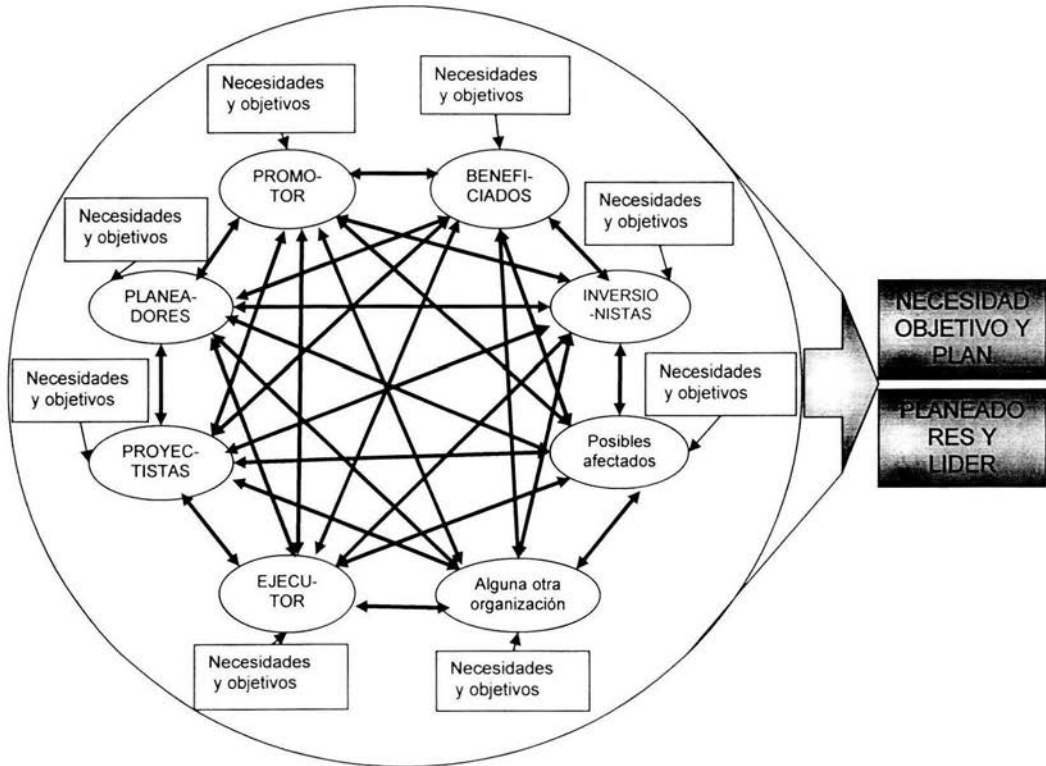 Necesidades
y objetivos
Necesidades
y objetivos
PROMO-
TOR
BENEFI-
CIADOS
Necesidades
y objetivos
Necesidades
y objetivos
PLANEA-
DORES
INVERSIO
-NISTAS
NECESIDAD
OBJETIVO Y
PLAN
Necesidades
y objetivos
Necesidades
y objetivos
PLANEADO
RES Y
LIDER
PROYEC-
TISTAS
Posibles
afectados
EJECU-
TOR
Alguna otra
organización
Necesidades
y objetivos
Necesidades
y objetivos